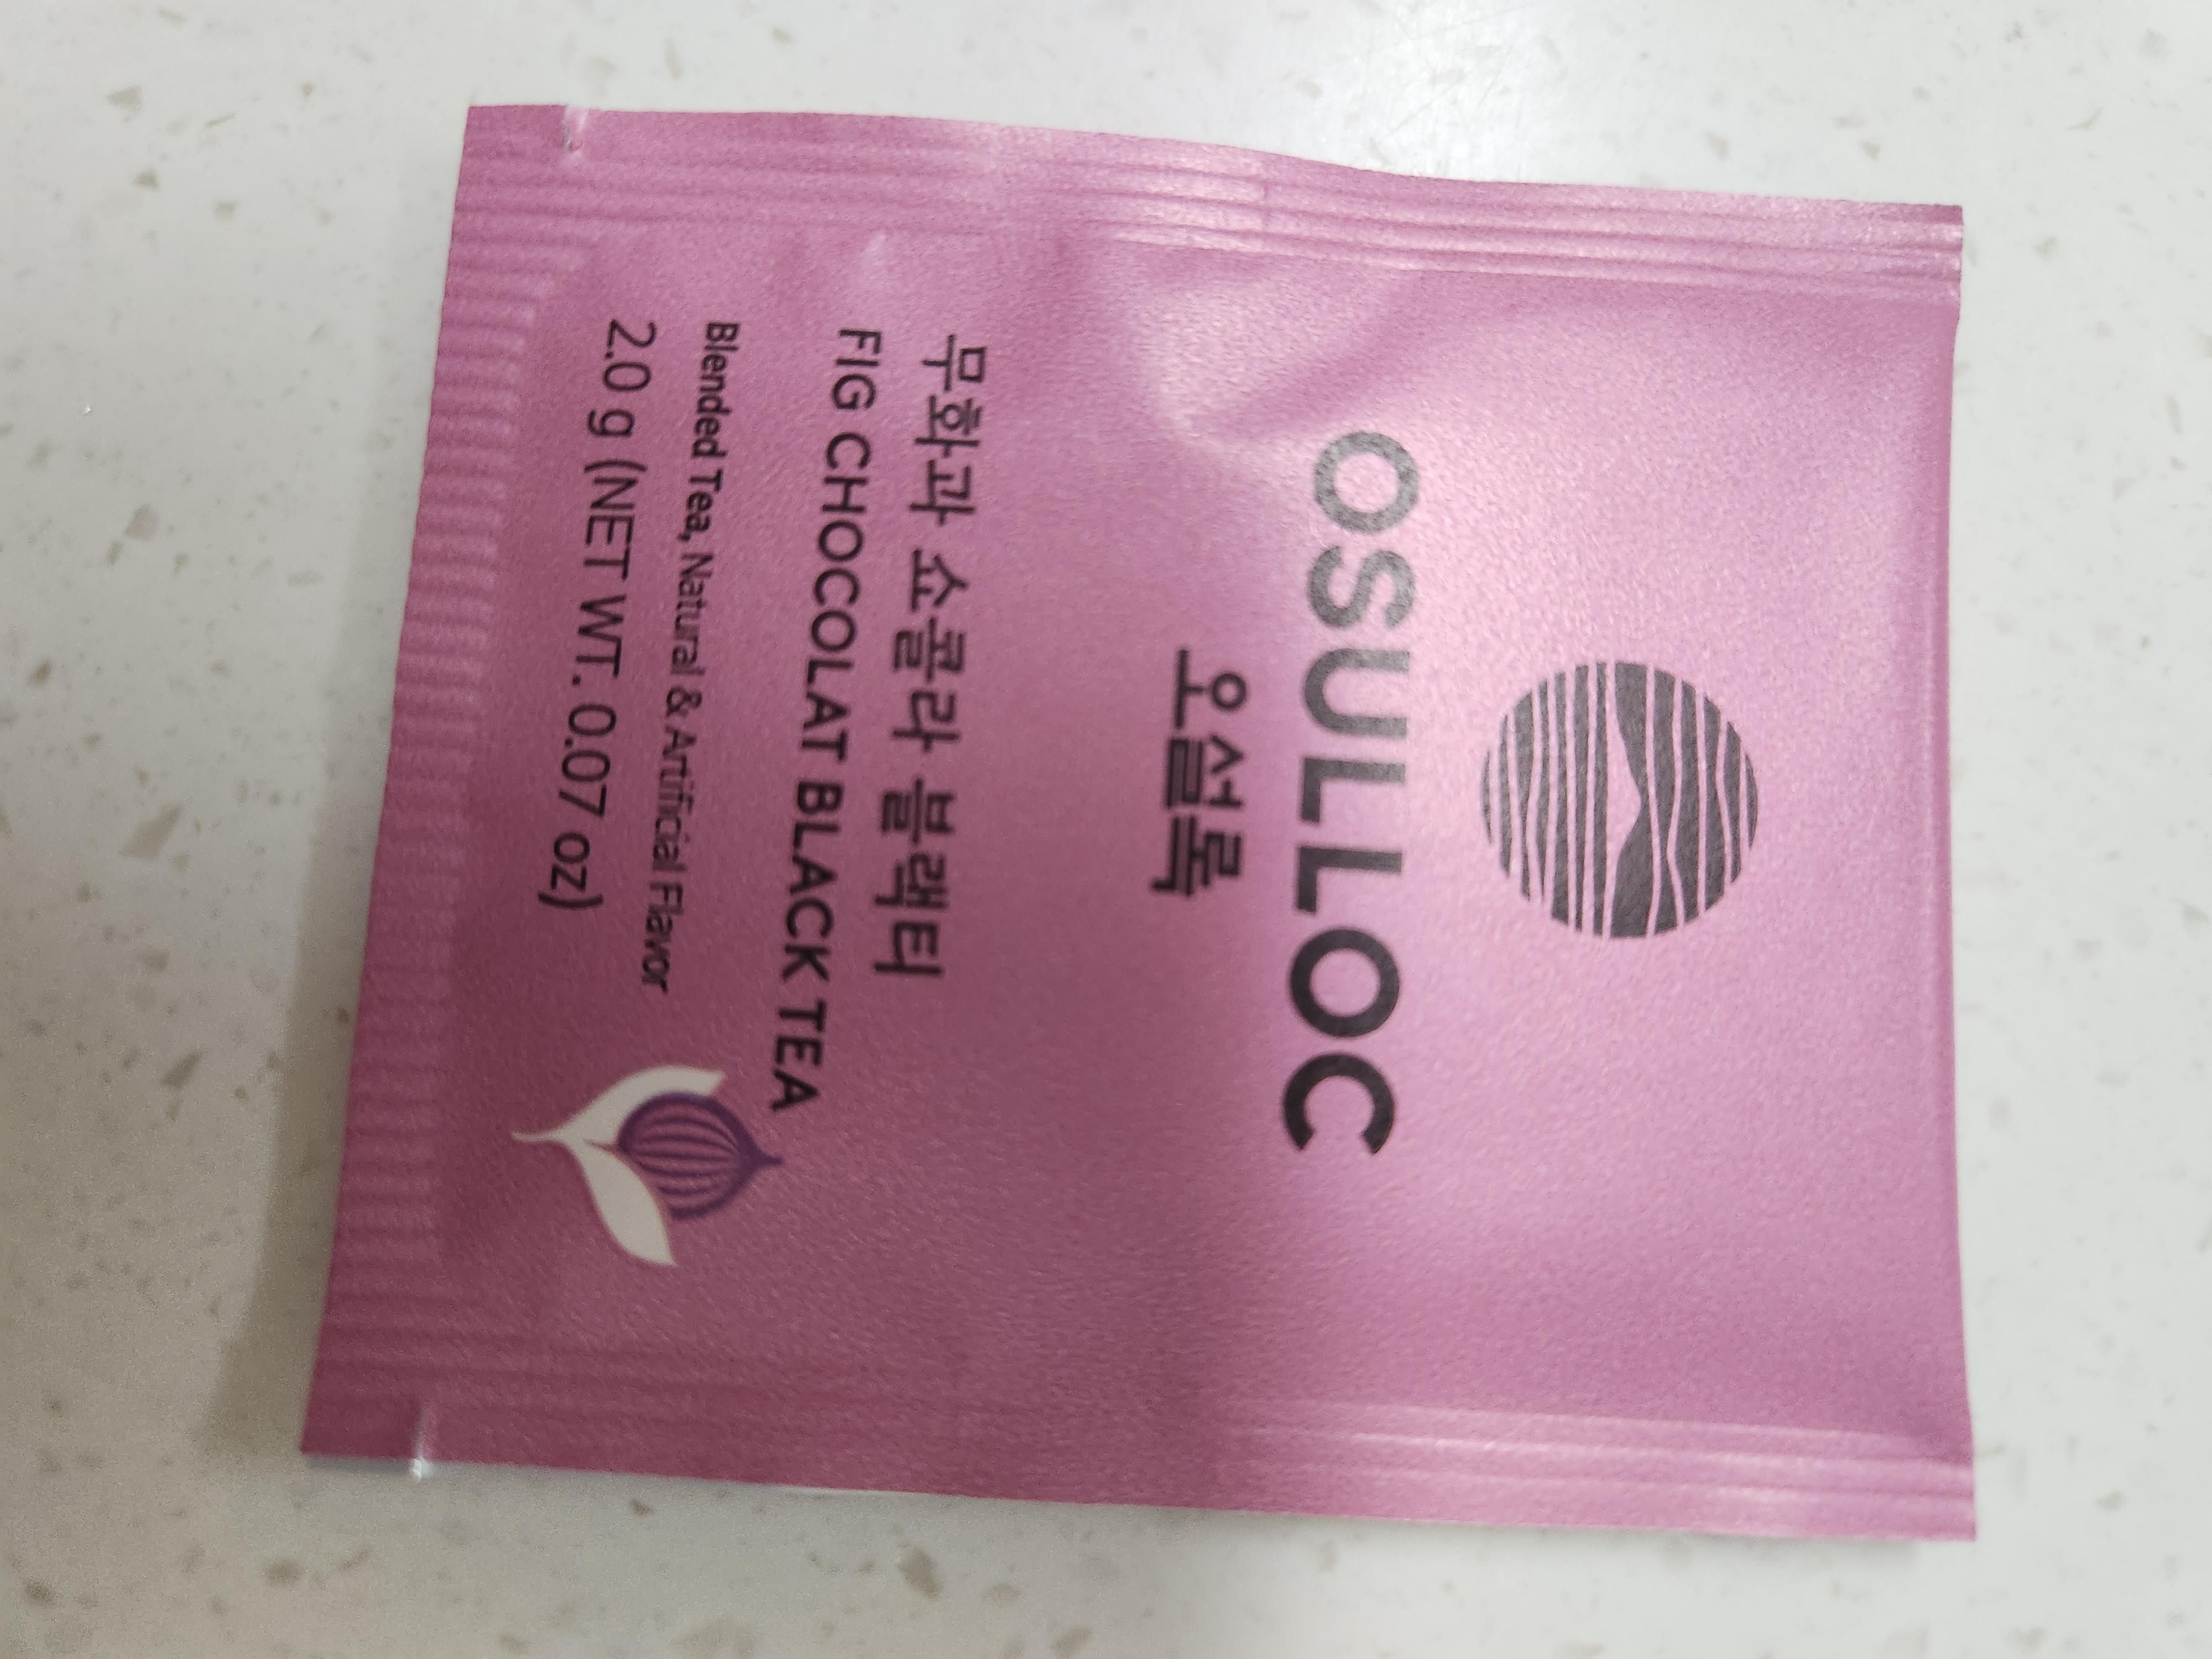 OSULLOC
오설록
무화과 쇼콜라 블랙티
FIG CHOCOLAT BLACK TEA
Blended Tea, Natural & Artificial Flavor
2.0 g (NET WT. 0.07 oz)